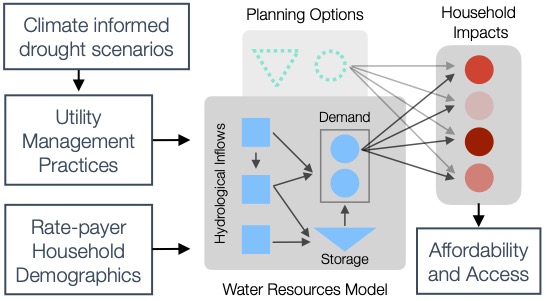 Climate informed
drought scenarios
Utility
Management
Practices
Rate-payer
Household
Demographics
Planning Options
Hydrological Inflows
Demand
Storage
Water Resources Model
Household
Impacts
Affordability
and Access